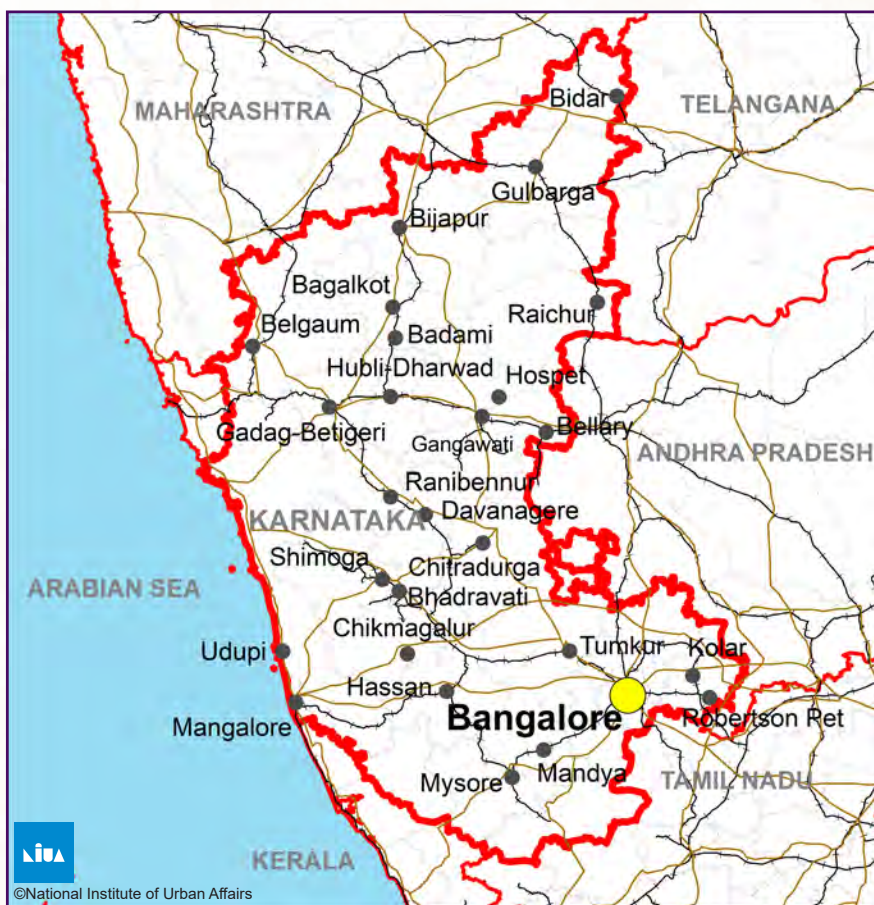 Bidar
MAHARASHTRA
TELANGANA
Gulbarga
Bijapur
Bagalkot
Raichur
Belgaum
Badami
Hubli-Dharwad
Hospet
Gadag-Betigeri
Bellary
Gangawati
ANDHRA PRADESH
Ranibennur
Davanagere
KARNATAKA
Shimoga
Chitradurga
ARABIAN SEA
Bhadravati
Chikmagalur
Udupi
Tumkur
Kolar
Hassan
Mangalore
Bangalore
Robertson Pet
Mysore
Mandya
TAMIL NADU
KERALA
NIUA
©National Institute of Urban Affairs